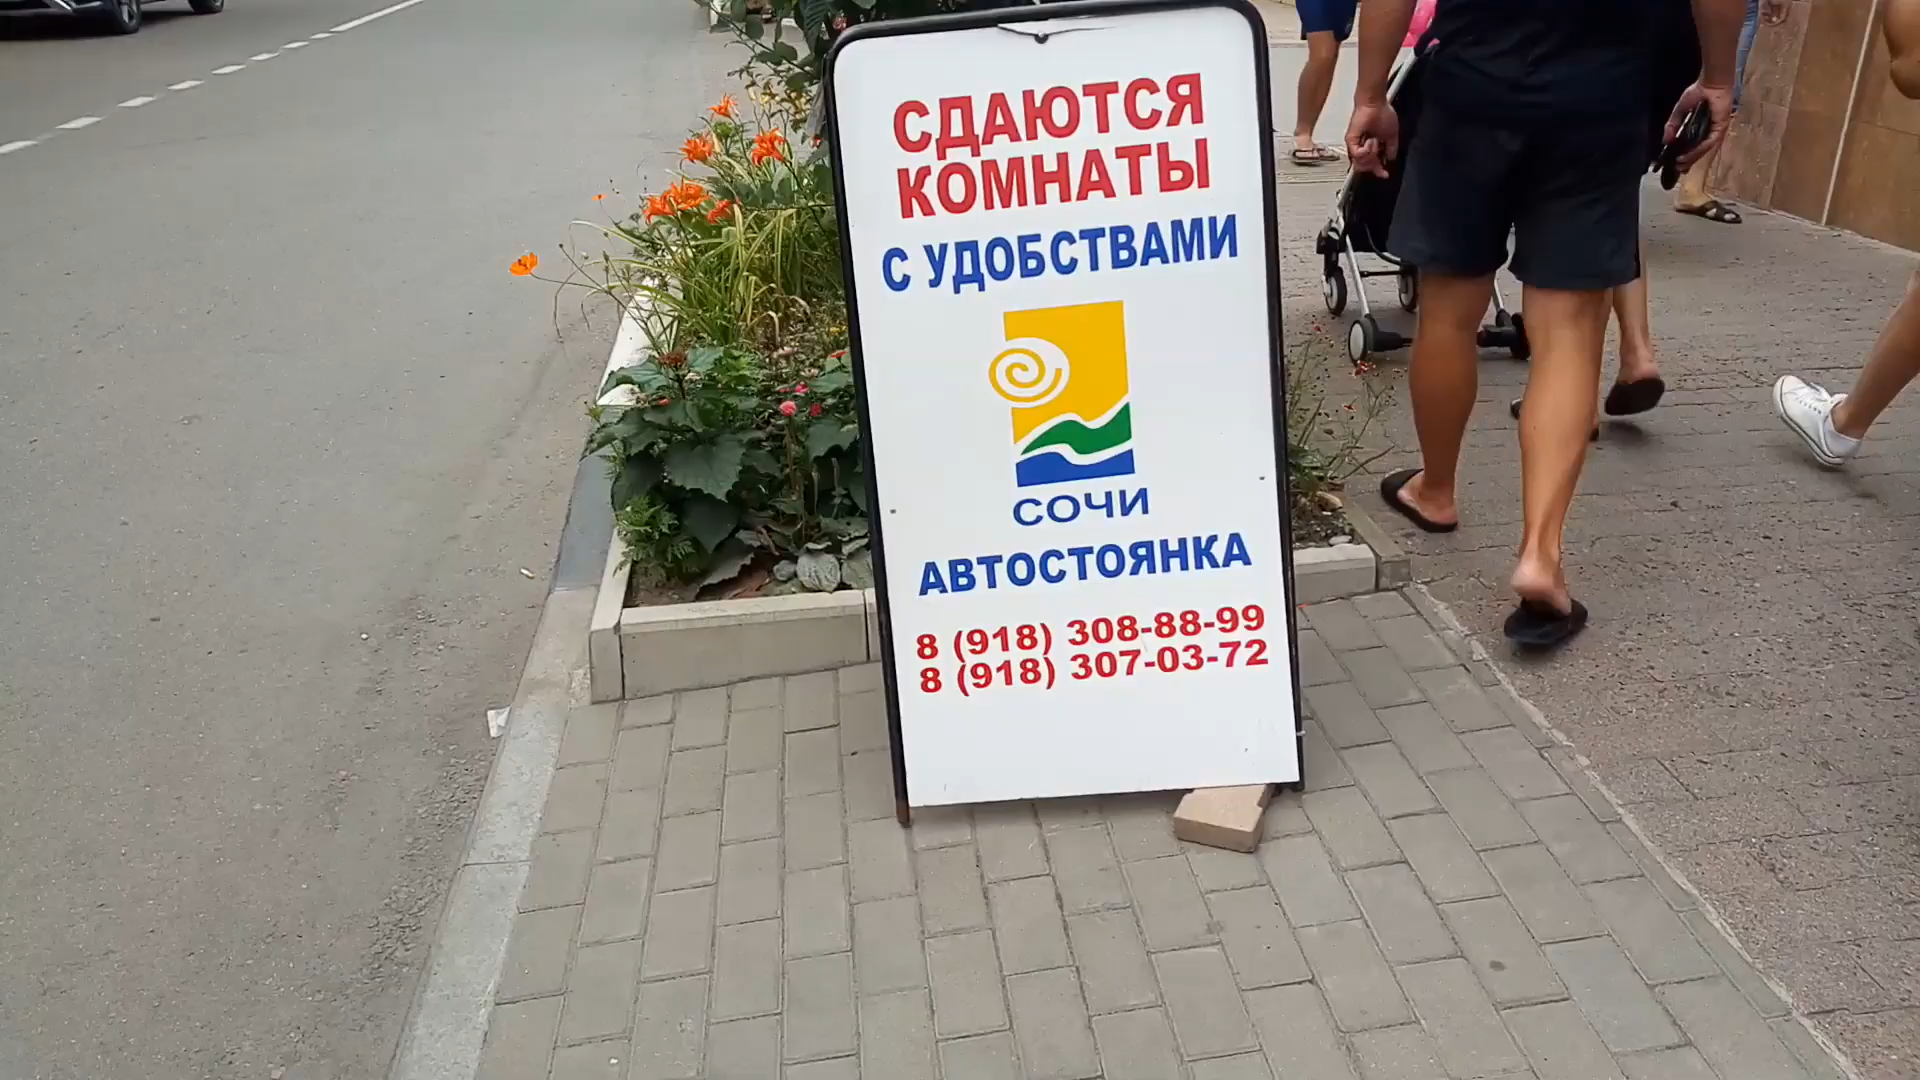 СДАЮТСЯ
КОМНАТЫ
С УДОБСТВАМИ
СОЧИ
АВТОСТОЯНКА
8 (918) 308-88-99
8 (918) 307-03-72